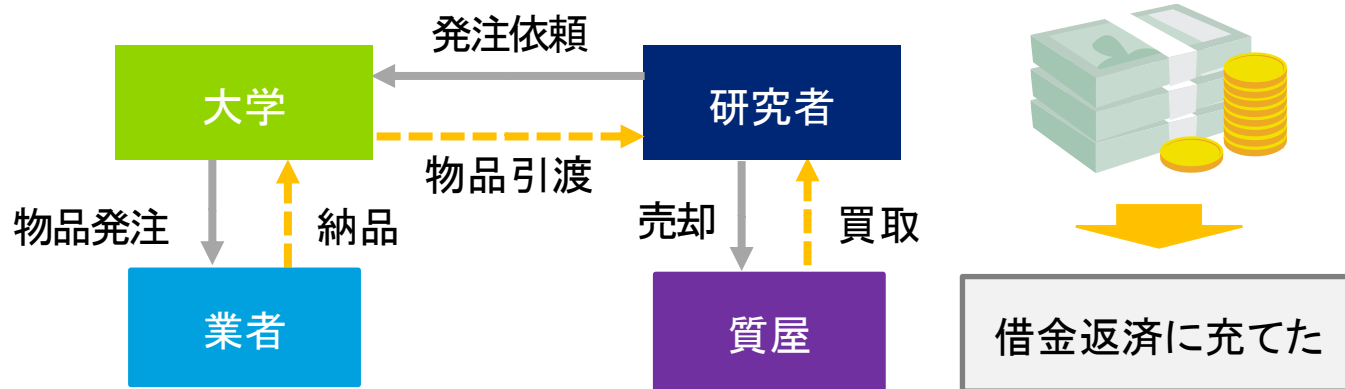 発注依頼
大学
研究者
物品引渡
物品発注
納品
売却
買取
業者
質屋
借金返済に充てた